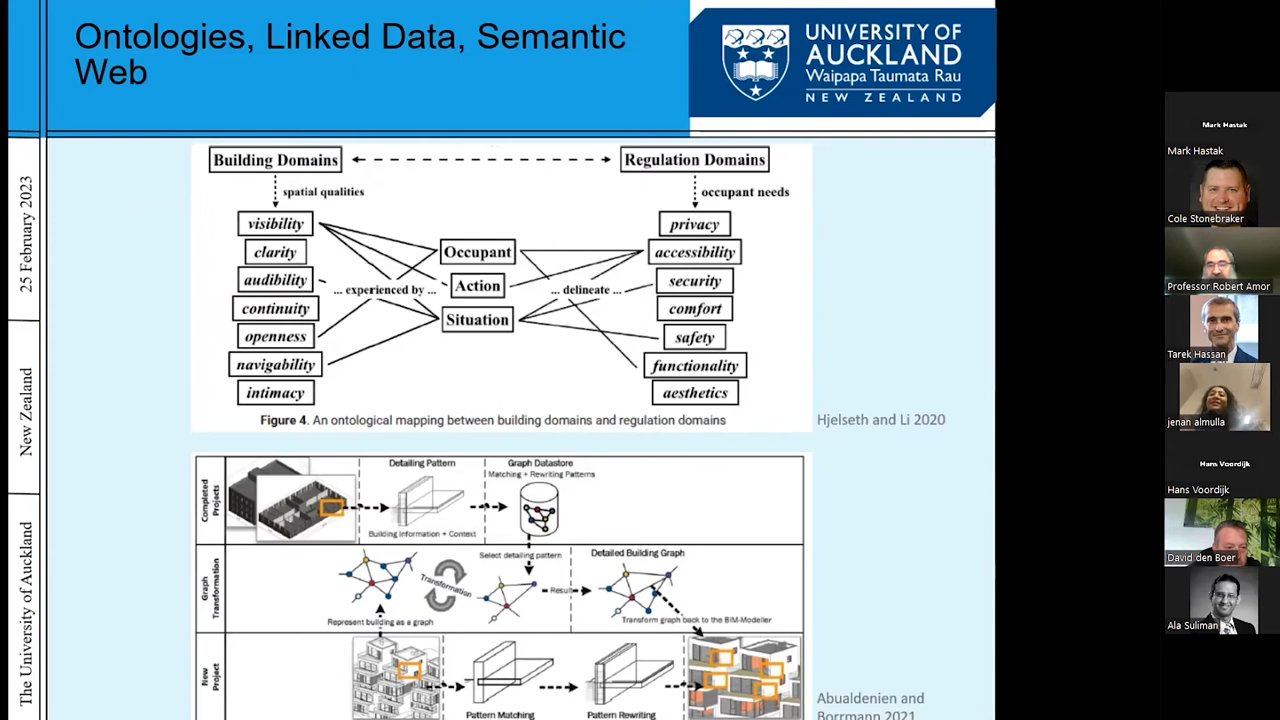 Ontologies, Linked Data, Semantic
Web
UNIVERSITY OF
AUCKLAND
Waipapa Taumata Rau
NEW ZEALAND
25 February 2023
New Zealand
The University of Auckland
Building Domains
Regulation Domains
spatial qualities
occupant needs
visibility
clarity
audibility
continuity
openness
navigability
intimacy
... experienced by ...
Occupant
Action
Situation
... delineate ...
privacy
accessibility
security
comfort
safety
functionality
aesthetics
Figure 4. An ontological mapping between building domains and regulation domains
Hjelseth and Li 2020
Completed
Projects
Detailing Pattern
Building Information + Context
Graph Datastore
Matching + Rewriting Patterns
Graph
Transformation
Represent building as a graph
Transformation
Select detailing pattern
Result
Detailed Building Graph
Transform graph back to the BIM-Modeller
New
Project
Pattern Matching
Pattern Rewriting
Abualdenien and
Borrmann 2021
Mark Hastak
Mark Hastak
Cole Stonebraker
Professor Robert Amor
Tarek Hassan
jenan almulla
Hans Voordijk
Hans Voordijk
David den Boer
Ala Suliman